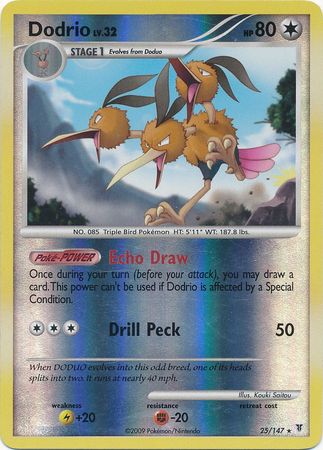 Dodrio LV.32 HP 80
STAGE 1 Evolves from Doduo
NO. 085 Triple Bird Pokémon HT: 5'11" WT: 187.8 lbs.
Poké-POWER Echo Draw
Once during your turn (before your attack), you may draw a
card. This power can't be used if Dodrio is affected by a Special
Condition.
Drill Peck 50
When DODUO evolves into this odd breed, one of its heads
splits into two. It runs at nearly 40 mph.
Illus. Kouki Saitou
weakness resistance retreat cost
+20 -20
©2009 Pokémon/Nintendo 25/147 ★